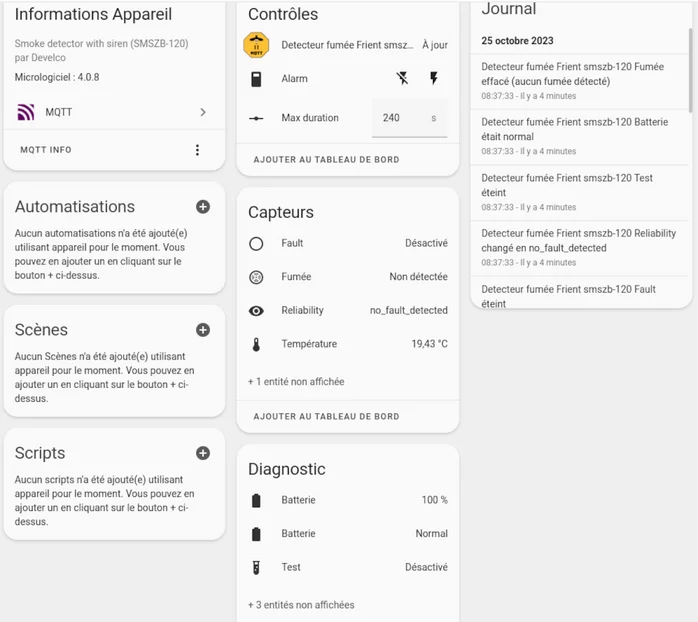 Informations Appareil
Smoke detector with siren (SMSZB-120)
par Develco
Micrologiciel : 4.0.8
MQTT
MQTT INFO
Automatisations
Aucun automatisations n'a été ajouté(e)
utilisant appareil pour le moment. Vous
pouvez en ajouter un en cliquant sur le
bouton + ci-dessus.
Scènes
Aucun Scènes n'a été ajouté(e) utilisant
appareil pour le moment. Vous pouvez en
ajouter un en cliquant sur le bouton + ci-
dessus.
Scripts
Aucun scripts n'a été ajouté(e) utilisant
appareil pour le moment. Vous pouvez en
ajouter un en cliquant sur le bouton + ci-
dessus.
Contrôles
MQTT
Detecteur fumée Frient smsz... À jour
Alarm
Max duration 240 s
AJOUTER AU TABLEAU DE BORD
Capteurs
Fault Désactivé
Fumée Non détectée
Reliability no_fault_detected
Température 19,43 °C
+ 1 entité non affichée
AJOUTER AU TABLEAU DE BORD
Diagnostic
Batterie 100 %
Batterie Normal
Test Désactivé
+ 3 entités non affichées
Journal
25 octobre 2023
Detecteur fumée Frient smszb-120 Fumée
effacé (aucun fumée détecté)
08:37:33 - Il y a 4 minutes
Detecteur fumée Frient smszb-120 Batterie
était normal
08:37:33 - Il y a 4 minutes
Detecteur fumée Frient smszb-120 Test
éteint
08:37:33 - Il y a 4 minutes
Detecteur fumée Frient smszb-120 Reliability
changé en no_fault_detected
08:37:33 - Il y a 4 minutes
Detecteur fumée Frient smszb-120 Fault
éteint